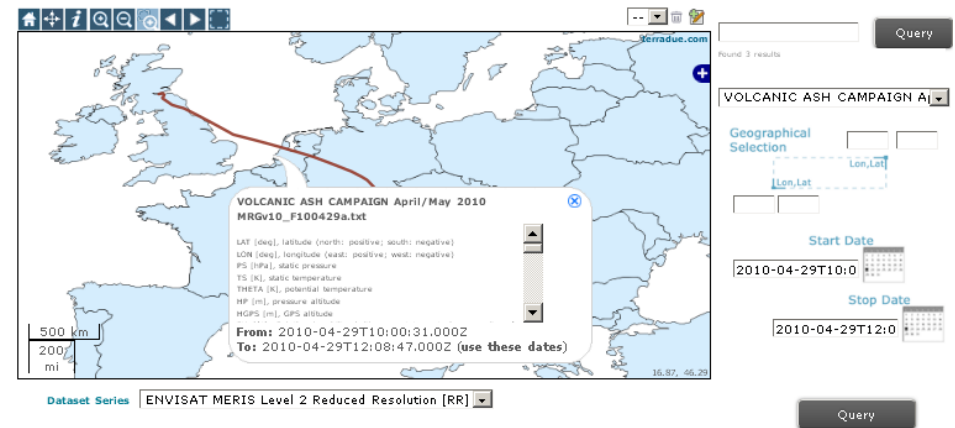 --
terradue.com
Query
Found 3 results
VOLCANIC ASH CAMPAIGN A
Geographical
Selection
Lon,Lat
Lon,Lat
Start Date
2010-04-29T10:0
Stop Date
2010-04-29T12:0
Query
VOLCANIC ASH CAMPAIGN April/May 2010
MRGv10_F100429a.txt
LAT [deg], latitude (north: positive; south: negative)
LON [deg], longitude (east: positive; west: negative)
PS [hPa], static pressure
TS [K], static temperature
THETA [K], potential temperature
HP [m], pressure altitude
HGPS [m], GPS altitude
From: 2010-04-29T10:00:31.000Z
To: 2010-04-29T12:08:47.000Z (use these dates)
500 km
200
mi
16.87, 46.29
Dataset Series ENVISAT MERIS Level 2 Reduced Resolution [RR]